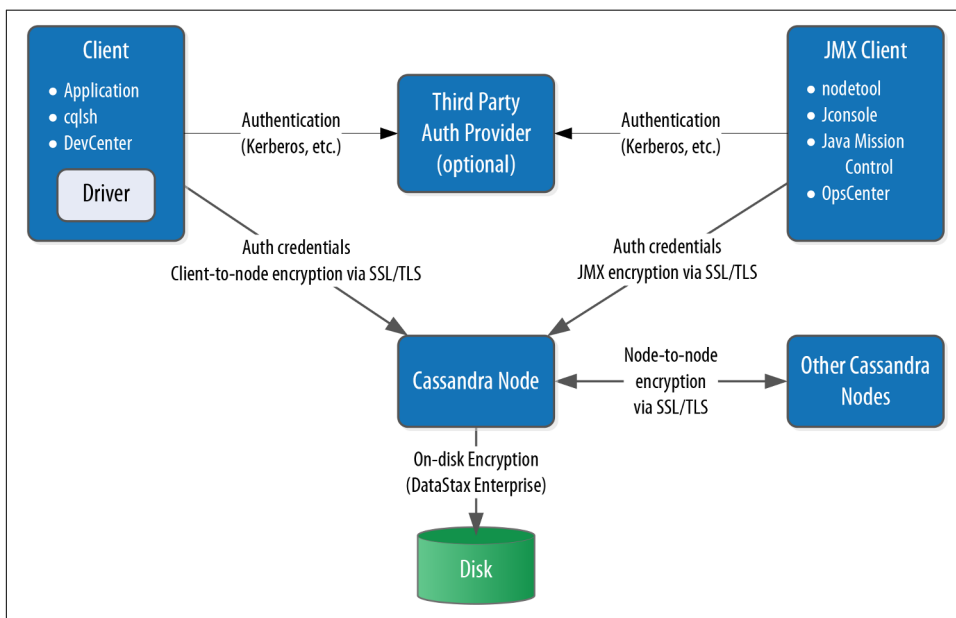 Client
• Application
• cqlsh
• DevCenter
Driver
Authentication
(Kerberos, etc.)
Third Party
Auth Provider
(optional)
Authentication
(Kerberos, etc.)
JMX Client
• nodetool
• Jconsole
• Java Mission
Control
• OpsCenter
Auth credentials
Client-to-node encryption via SSL/TLS
Auth credentials
JMX encryption via SSL/TLS
Cassandra Node
Node-to-node
encryption
via SSL/TLS
Other Cassandra
Nodes
On-disk Encryption
(DataStax Enterprise)
Disk